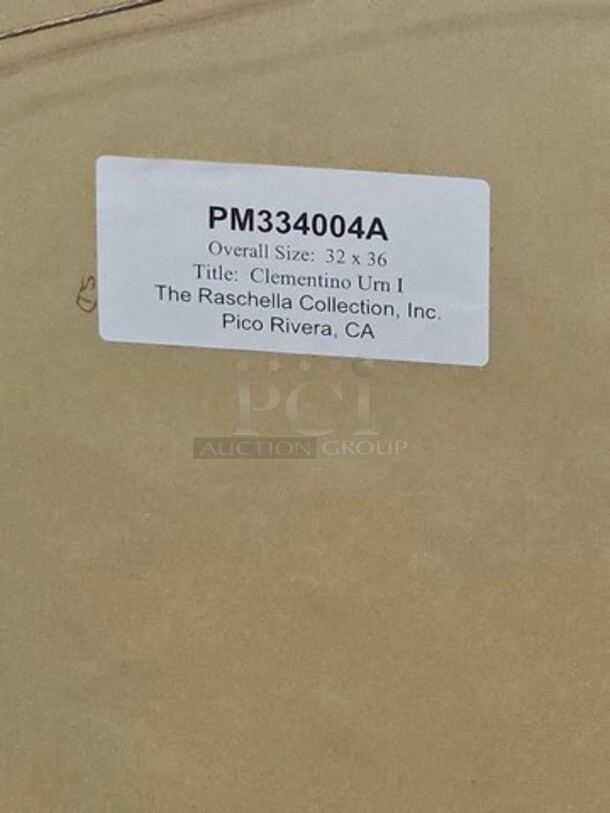 PM334004A
Overall Size: 32 x 36
Title: Clementino Urn I
The Raschella Collection, Inc.
Pico Rivera, CA
PCI
AUCTION GROUP